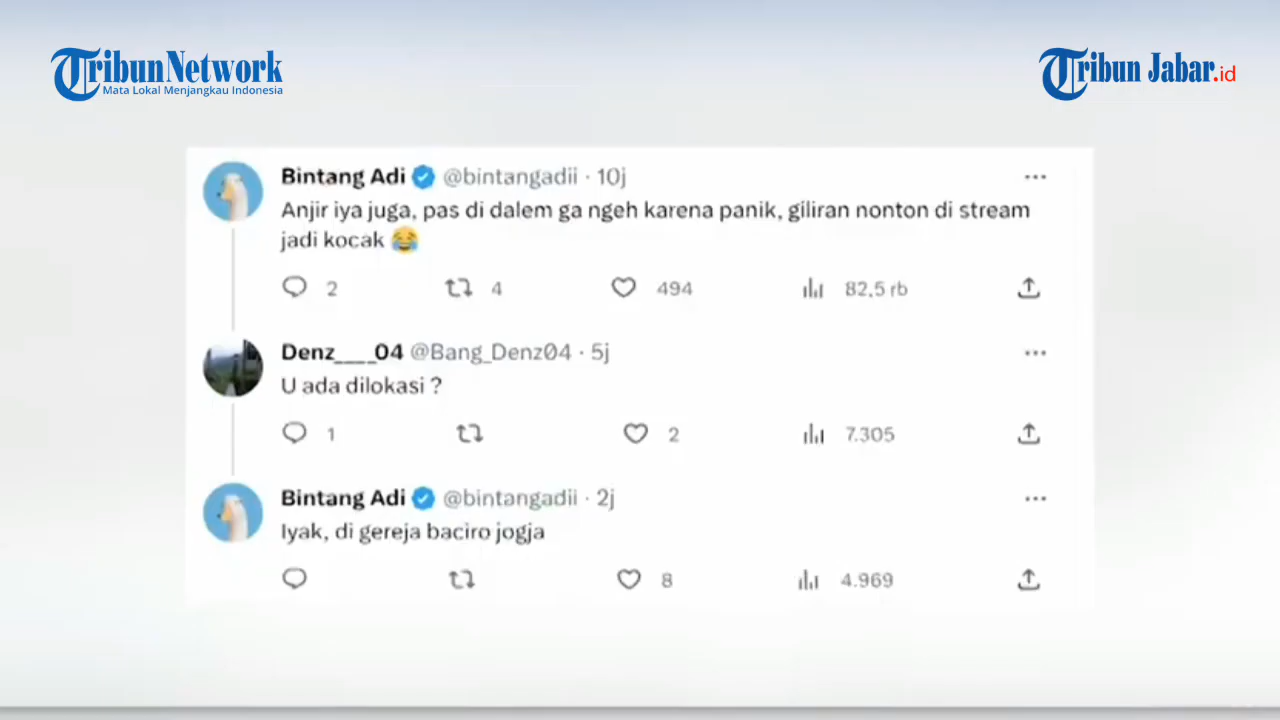 TribunNetwork
Mata Lokal Menjangkau Indonesia
Tribun Jabar.id
Bintang Adi @bintangadii · 10j
Anjir iya juga, pas di dalem ga ngeh karena panik, giliran nonton di stream
jadi kocak 😂
2 4 494 82,5 rb
Denz____04 @Bang_Denz04 · 5j
U ada dilokasi ?
1 2 7.305
Bintang Adi @bintangadii · 2j
Iyak, di gereja baciro jogja
8 4.969